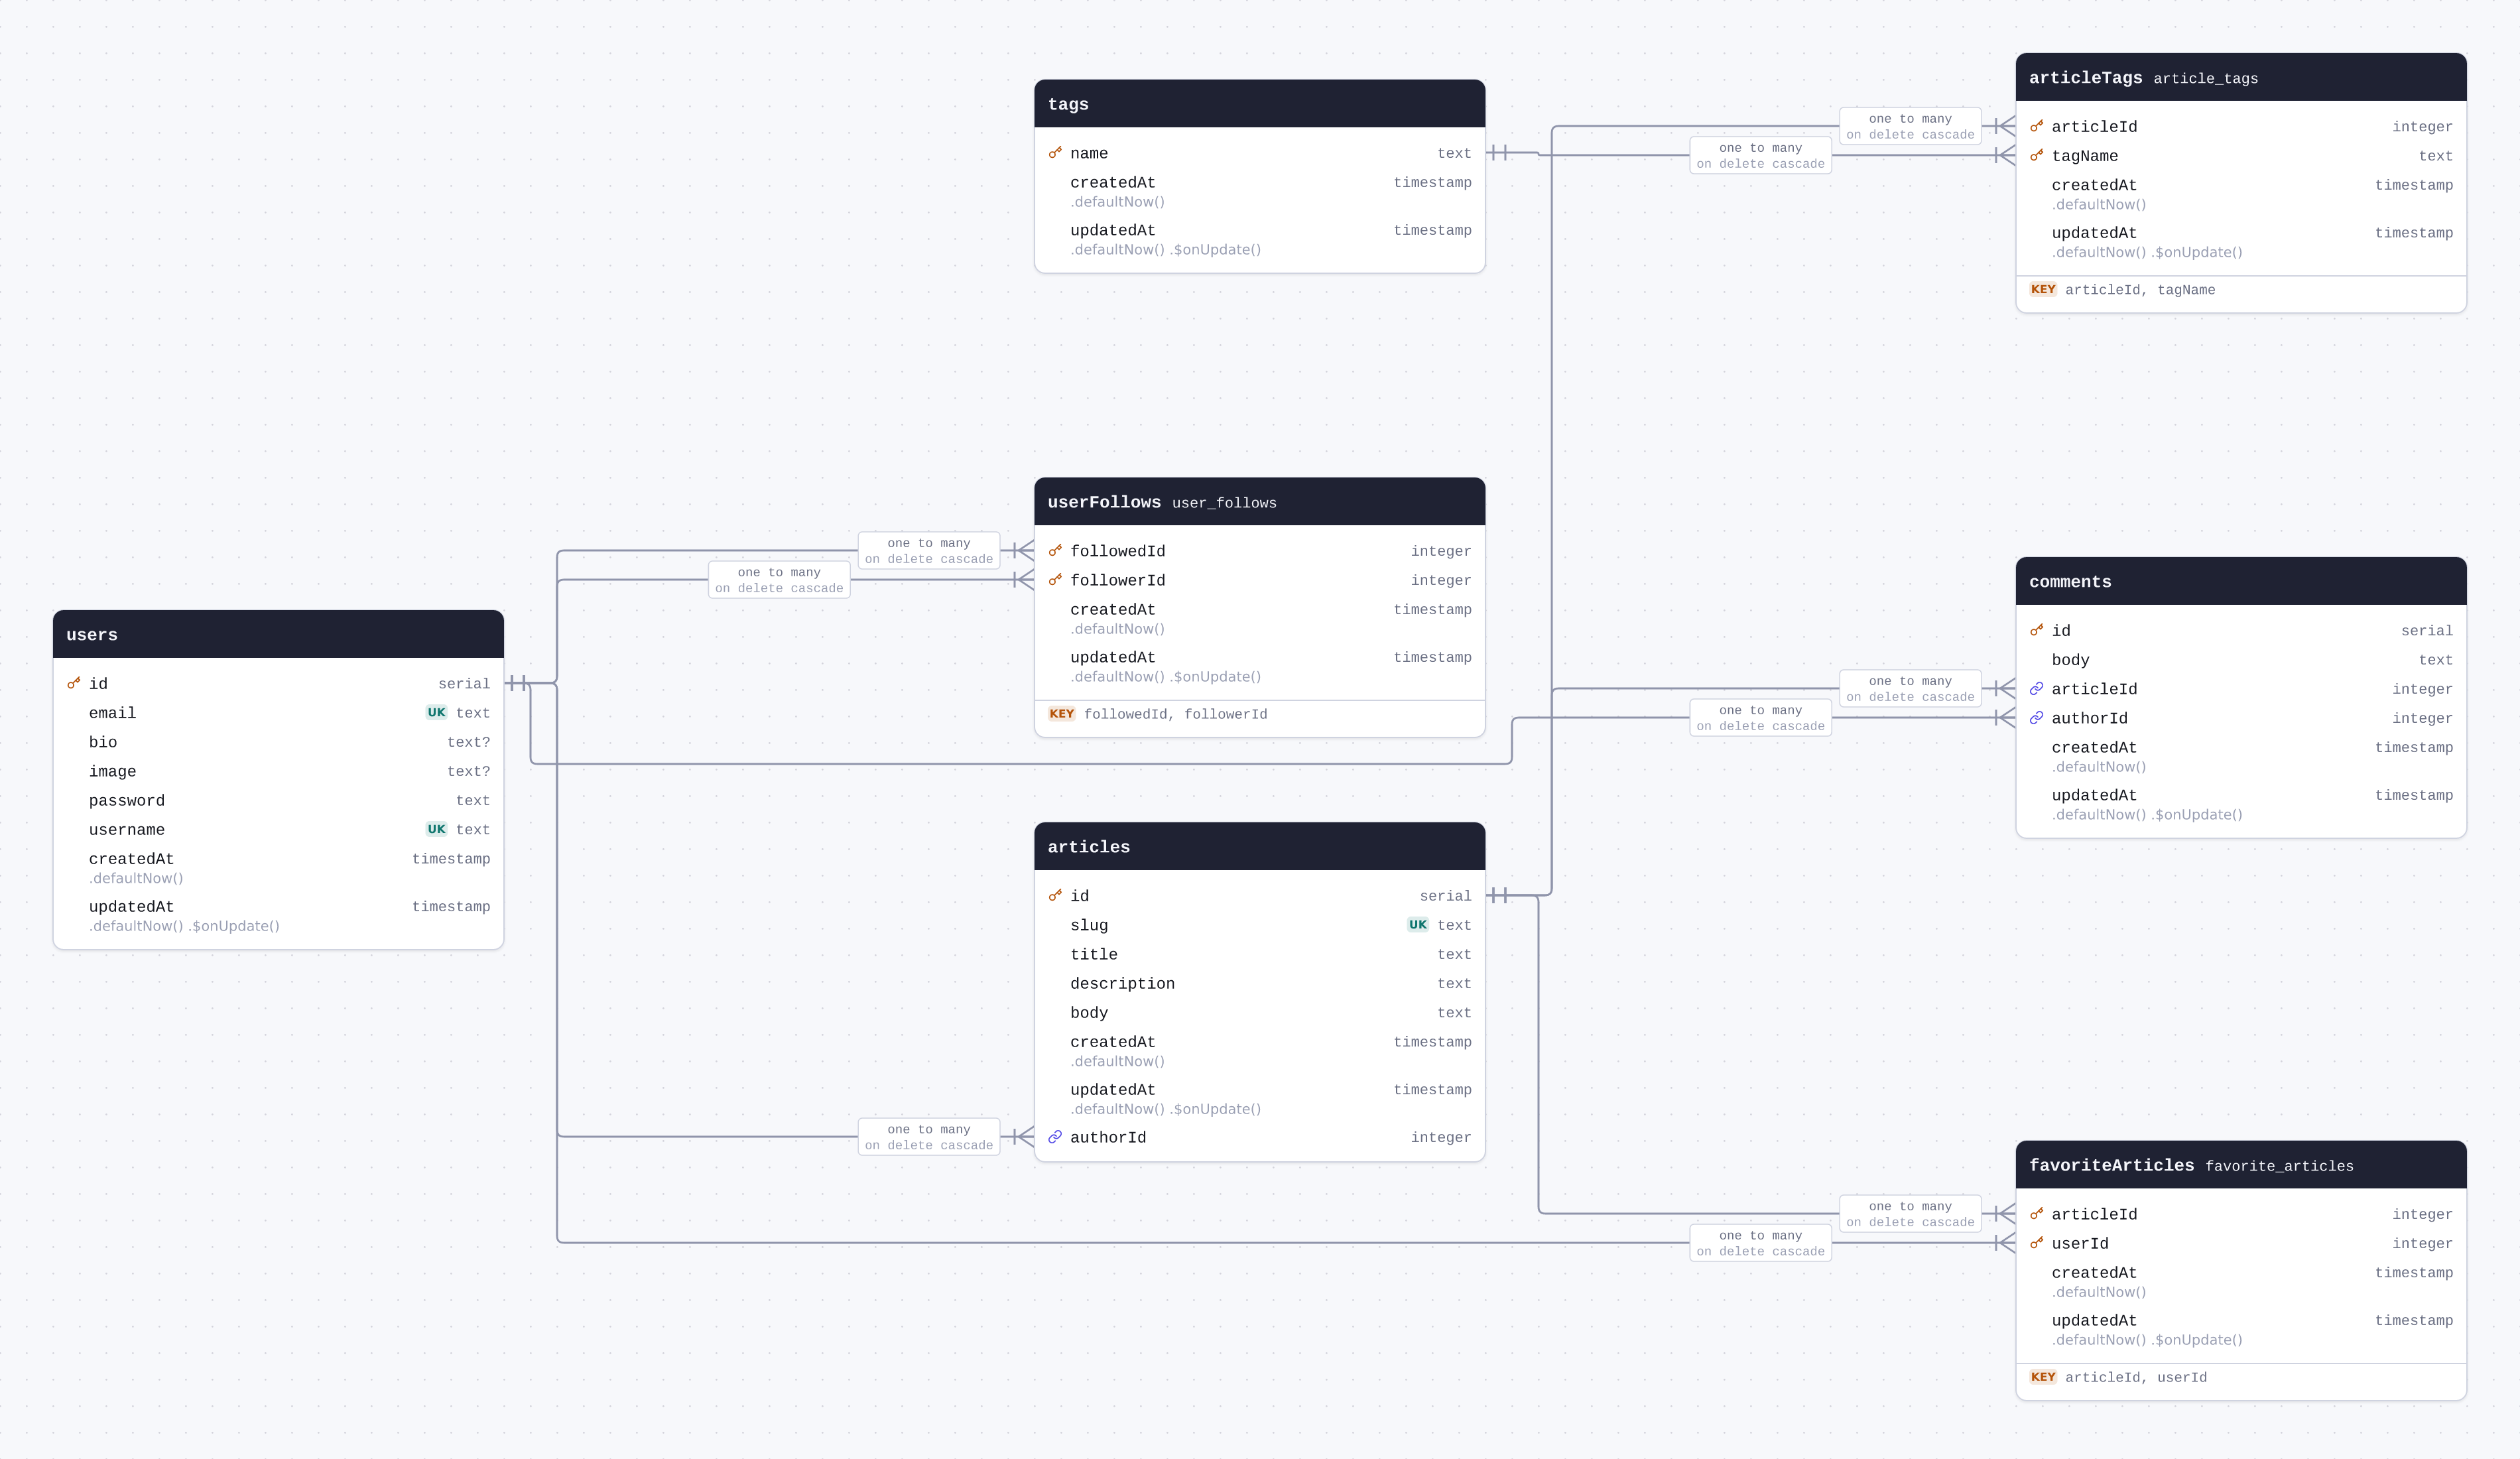 users
id serial
email UK text
bio text?
image text?
password text
username UK text
createdAt timestamp
.defaultNow()
updatedAt timestamp
.defaultNow() .$onUpdate()
tags
name text
createdAt timestamp
.defaultNow()
updatedAt timestamp
.defaultNow() .$onUpdate()
userFollows user_follows
followedId integer
followerId integer
createdAt timestamp
.defaultNow()
updatedAt timestamp
.defaultNow() .$onUpdate()
KEY followedId, followerId
articles
id serial
slug UK text
title text
description text
body text
createdAt timestamp
.defaultNow()
updatedAt timestamp
.defaultNow() .$onUpdate()
authorId integer
articleTags article_tags
articleId integer
tagName text
createdAt timestamp
.defaultNow()
updatedAt timestamp
.defaultNow() .$onUpdate()
KEY articleId, tagName
comments
id serial
body text
articleId integer
authorId integer
createdAt timestamp
.defaultNow()
updatedAt timestamp
.defaultNow() .$onUpdate()
favoriteArticles favorite_articles
articleId integer
userId integer
createdAt timestamp
.defaultNow()
updatedAt timestamp
.defaultNow() .$onUpdate()
KEY articleId, userId
one to many
on delete cascade
one to many
on delete cascade
one to many
on delete cascade
one to many
on delete cascade
one to many
on delete cascade
one to many
on delete cascade
one to many
on delete cascade
one to many
on delete cascade
one to many
on delete cascade